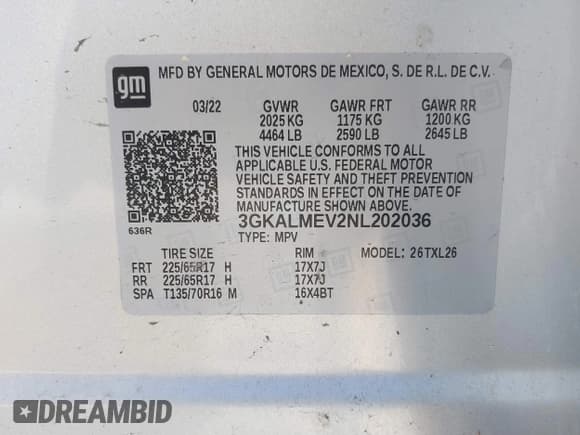 gm
MFD BY GENERAL MOTORS DE MEXICO, S. DE R.L. DE C.V.
03/22 GVWR GAWR FRT GAWR RR
2025 KG 1175 KG 1200 KG
4464 LB 2590 LB 2645 LB
THIS VEHICLE CONFORMS TO ALL
APPLICABLE U.S. FEDERAL MOTOR
VEHICLE SAFETY AND THEFT PREVENTION
STANDARDS IN EFFECT ON THE DATE OF
MANUFACTURE SHOWN ABOVE.
3GKALMEV2NL202036
636R
TYPE: MPV
TIRE SIZE RIM MODEL: 26TXL26
FRT 225/65R17 H 17X7J
RR 225/65R17 H 17X7J
SPA T135/70R16 M 16X4BT
DREAMBID